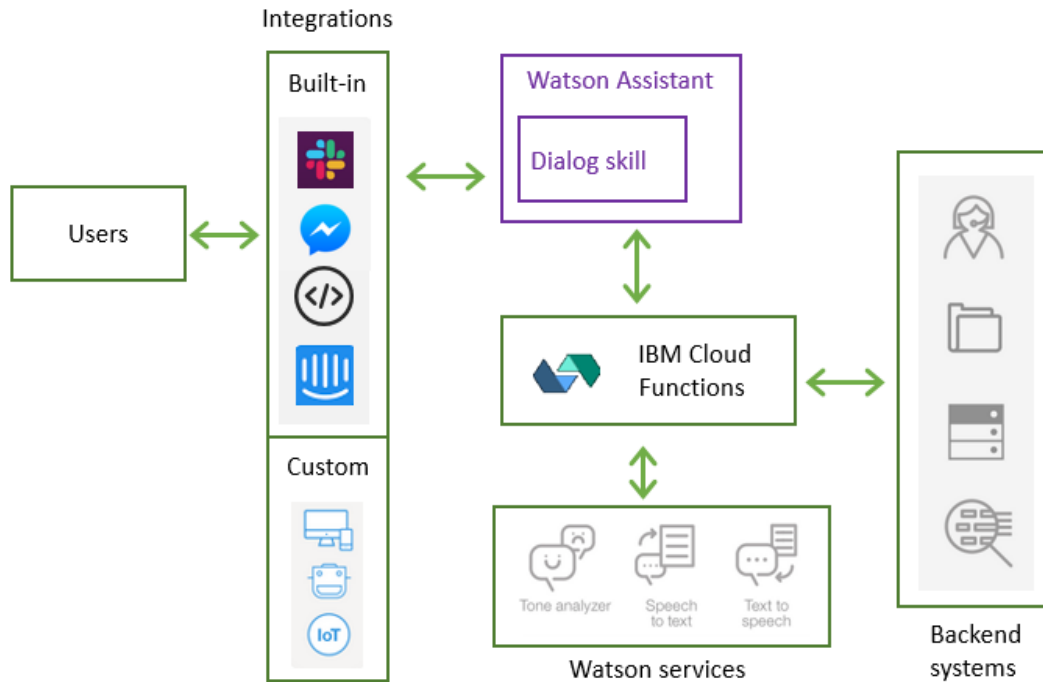 Integrations
Built-in
Watson Assistant
Dialog skill
Users
</>
IBM Cloud
Functions
Custom
IoT
Tone analyzer
Speech
to text
Text to
speech
Watson services
Backend
systems